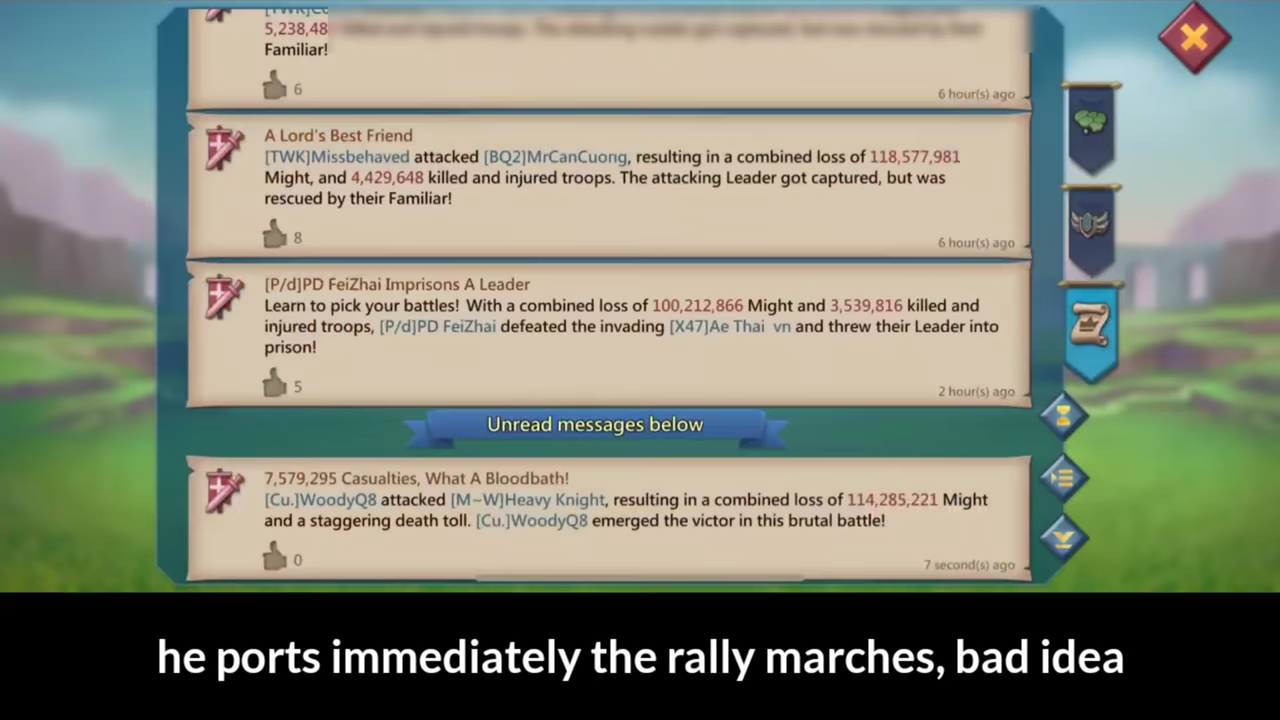 5,238,48
Familiar!
6
6 hour(s) ago
A Lord's Best Friend
[TWK]Missbehaved attacked [BQ2]MrCanCuong, resulting in a combined loss of 118,577,981
Might, and 4,429,648 killed and injured troops. The attacking Leader got captured, but was
rescued by their Familiar!
8
6 hour(s) ago
[P/d]PD FeiZhai Imprisons A Leader
Learn to pick your battles! With a combined loss of 100,212,866 Might and 3,539,816 killed and
injured troops, [P/d]PD FeiZhai defeated the invading [X47]Ae Thai  vn and threw their Leader into
prison!
5
2 hour(s) ago
Unread messages below
7,579,295 Casualties, What A Bloodbath!
[Cu.]WoodyQ8 attacked [M~W]Heavy Knight, resulting in a combined loss of 114,285,221 Might
and a staggering death toll. [Cu.]WoodyQ8 emerged the victor in this brutal battle!
0
7 second(s) ago
he ports immediately the rally marches, bad idea